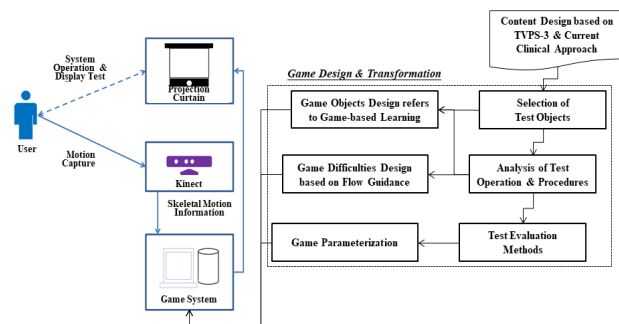 Content Design based on
TVPS-3 & Current
Clinical Approach
System
Operation &
Display Test
Projection
Curtain
Game Design & Transformation
Game Objects Design refers
to Game-based Learning
Selection of
Test Objects
User
Motion
Capture
Kinect
Game Difficulties Design
based on Flow Guidance
Analysis of Test
Operation & Procedures
Skeletal Motion
Information
Game Parameterization
Test Evaluation
Methods
Game System